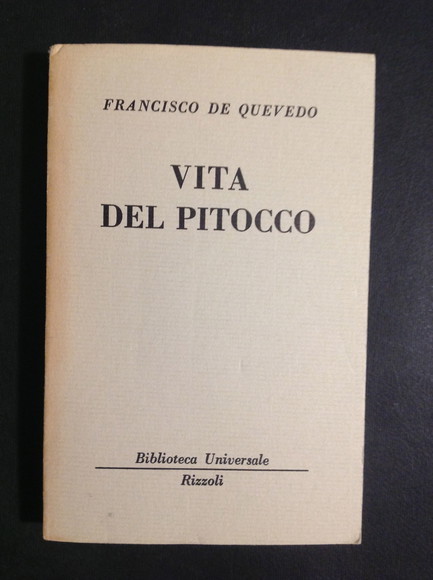 FRANCISCO DE QUEVEDO
VITA
DEL PITOCCO
Biblioteca Universale
Rizzoli